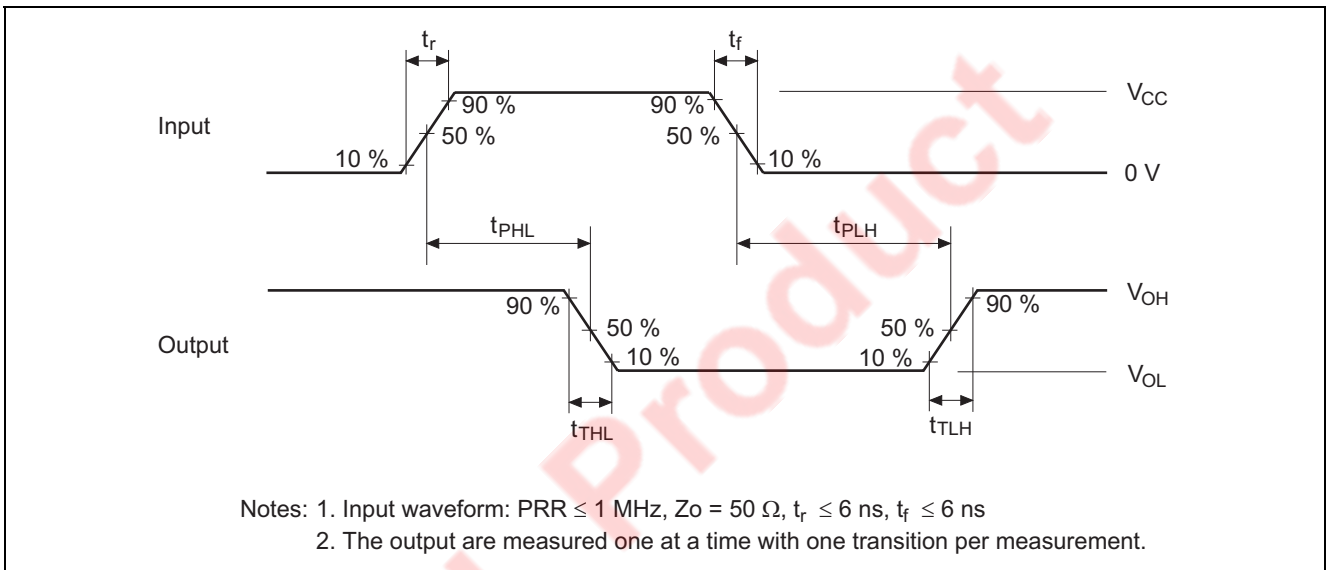 tr tf
90 % 90 % VCC
Input 50 % 50 %
10 % 10 % 0 V
tPHL tPLH
90 % 90 % VOH
Output 50 % 50 %
10 % 10 %
VOL
tTHL tTLH
Product
Notes: 1. Input waveform: PRR ≤ 1 MHz, Zo = 50 Ω, tr ≤ 6 ns, tf ≤ 6 ns
2. The output are measured one at a time with one transition per measurement.